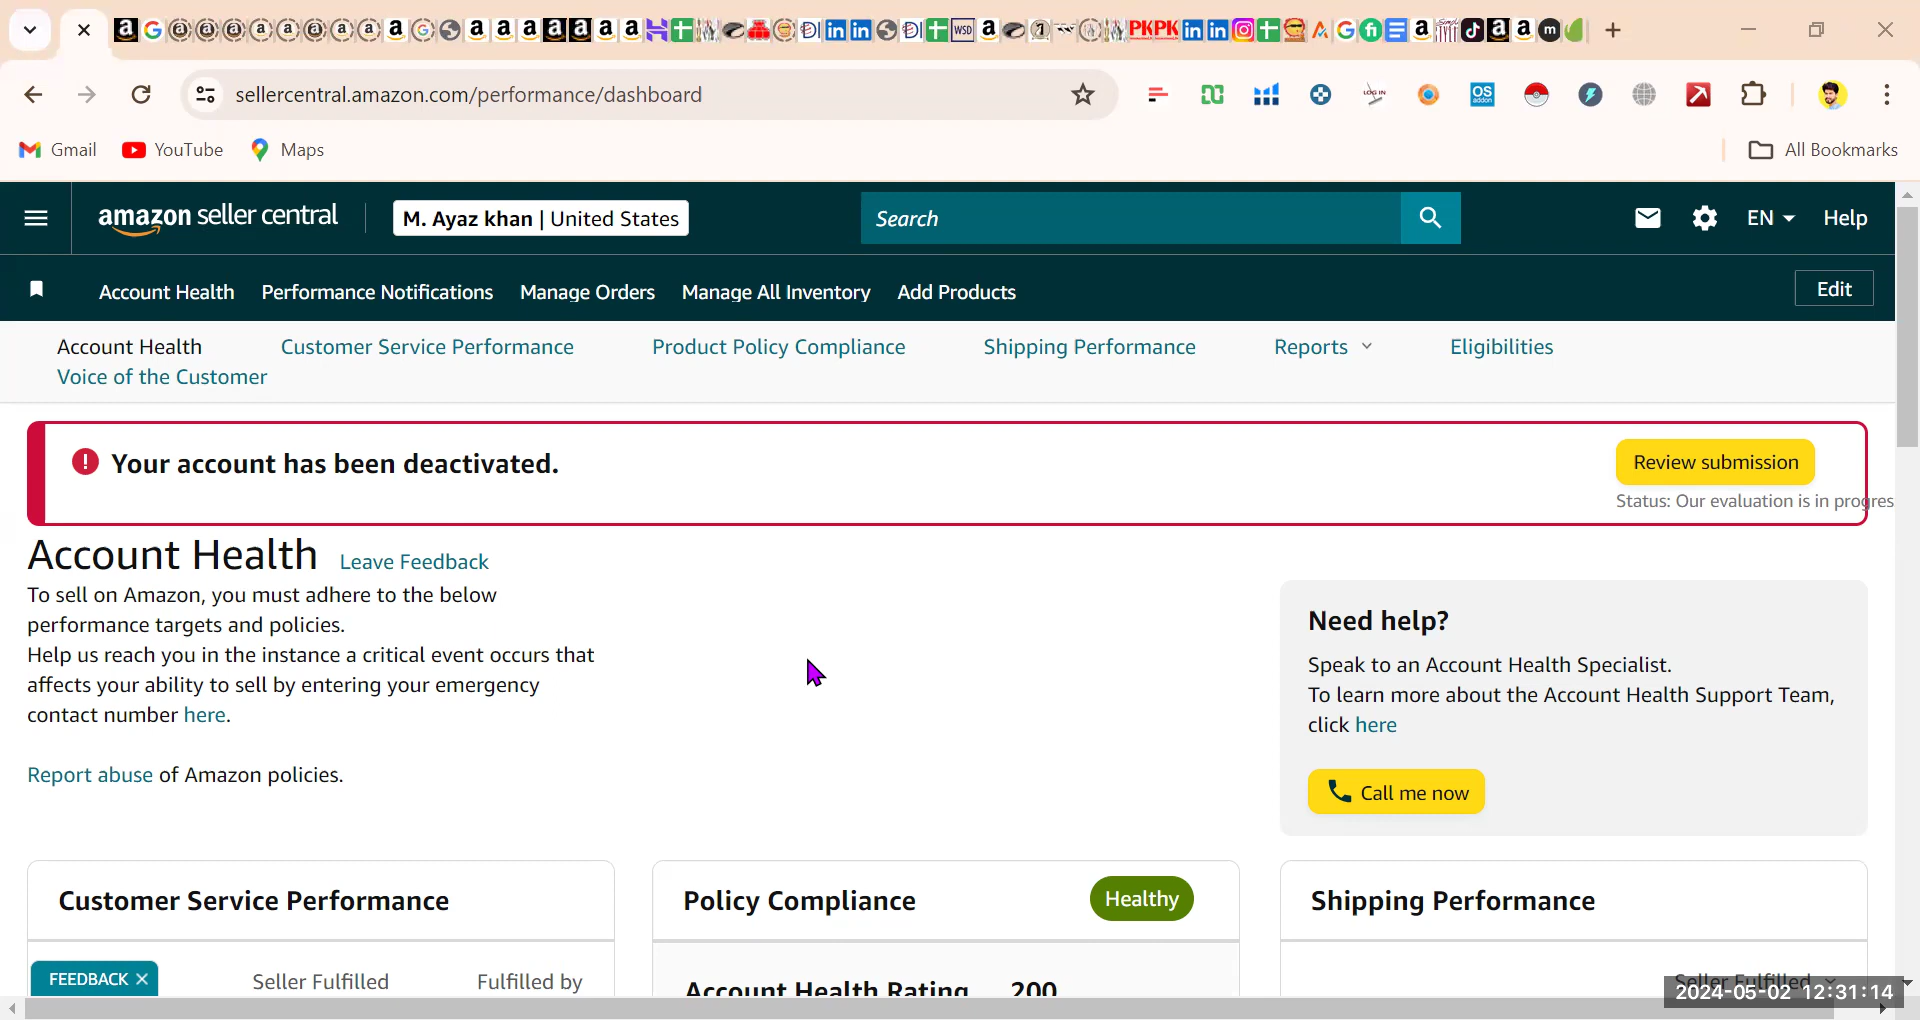 sellercentral.amazon.com/performance/dashboard
Gmail YouTube Maps All Bookmarks
amazon seller central M. Ayaz khan | United States Search EN Help
Account Health Performance Notifications Manage Orders Manage All Inventory Add Products Edit
Account Health Customer Service Performance Product Policy Compliance Shipping Performance Reports Eligibilities
Voice of the Customer
Your account has been deactivated. Review submission
Status: Our evaluation is in progres
Account Health Leave Feedback
To sell on Amazon, you must adhere to the below
performance targets and policies.
Help us reach you in the instance a critical event occurs that
affects your ability to sell by entering your emergency
contact number here.
Report abuse of Amazon policies.
Need help?
Speak to an Account Health Specialist.
To learn more about the Account Health Support Team,
click here
Call me now
Customer Service Performance
FEEDBACK Seller Fulfilled Fulfilled by
Policy Compliance Healthy
Account Health Rating 200
Shipping Performance
Seller Fulfilled
2024-05-02 12:31:14